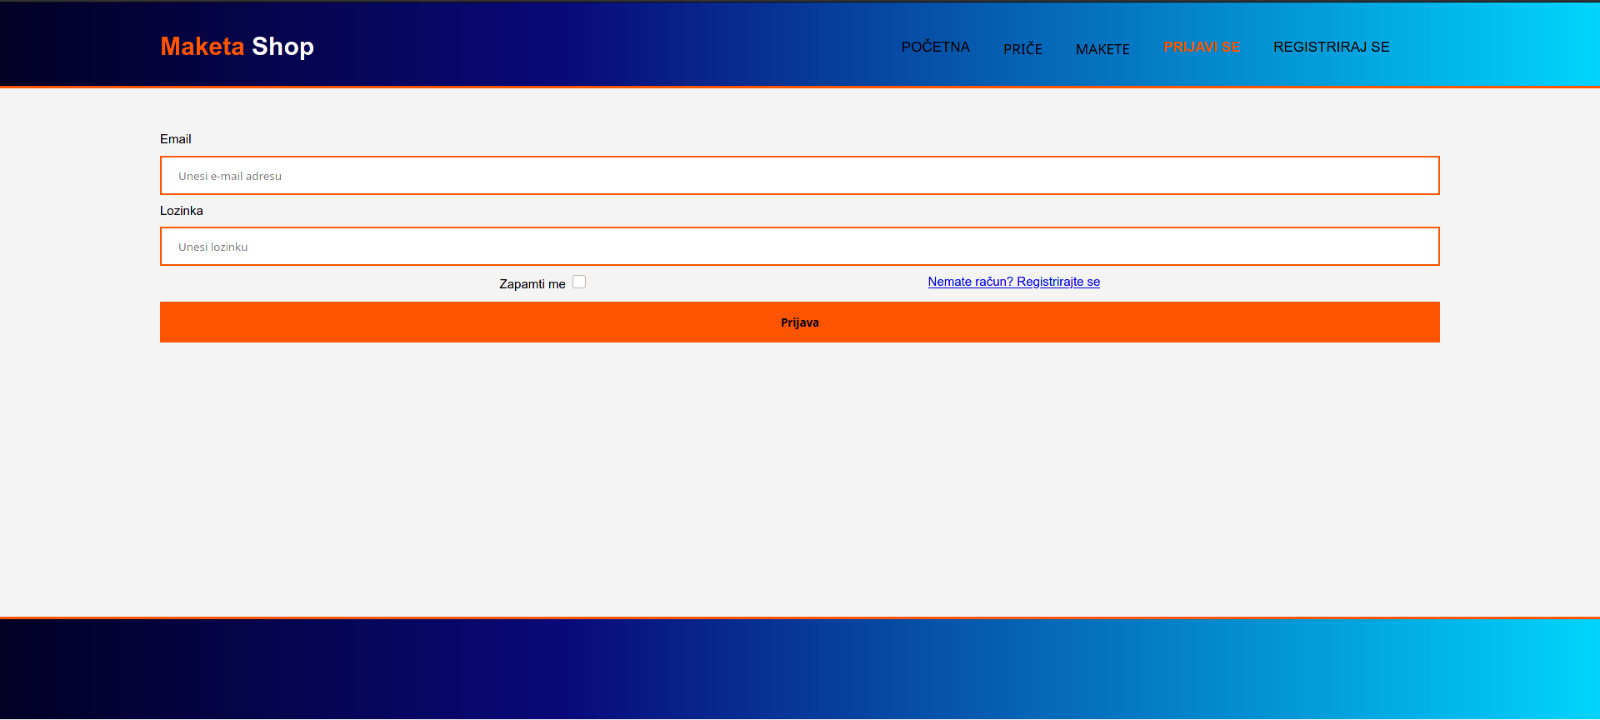 Maketa Shop
POČETNA PRIČE MAKETE PRIJAVI SE REGISTRIRAJ SE
Email
Unesi e-mail adresu
Lozinka
Unesi lozinku
Zapamti me Nemate račun? Registrirajte se
Prijava